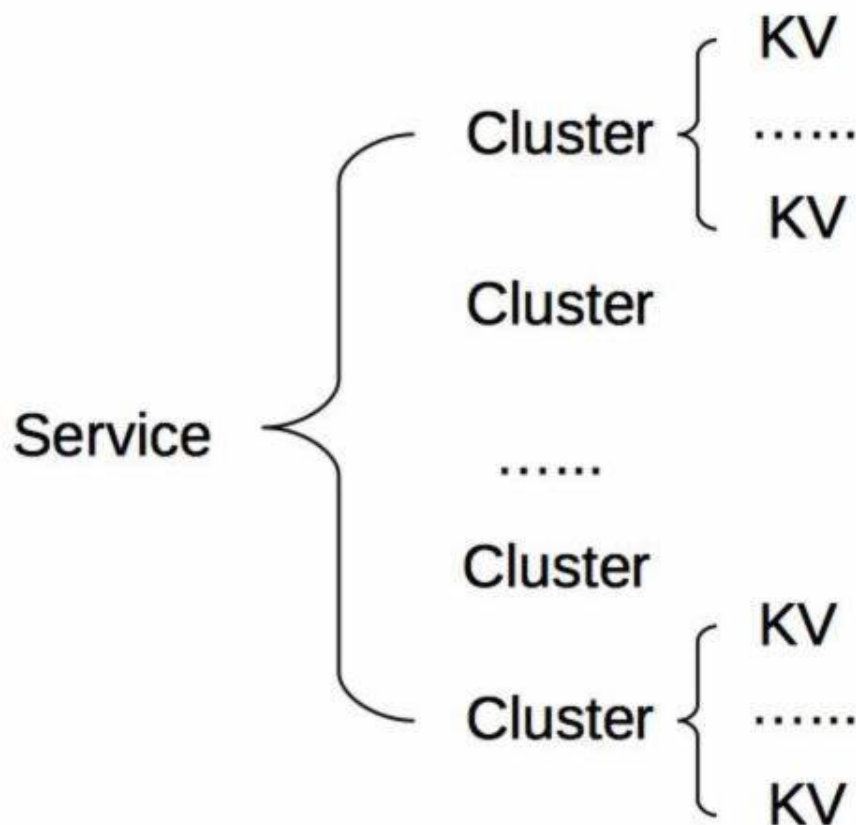 KV
Cluster
……
KV
Cluster
Service
……
Cluster
KV
Cluster
……
KV